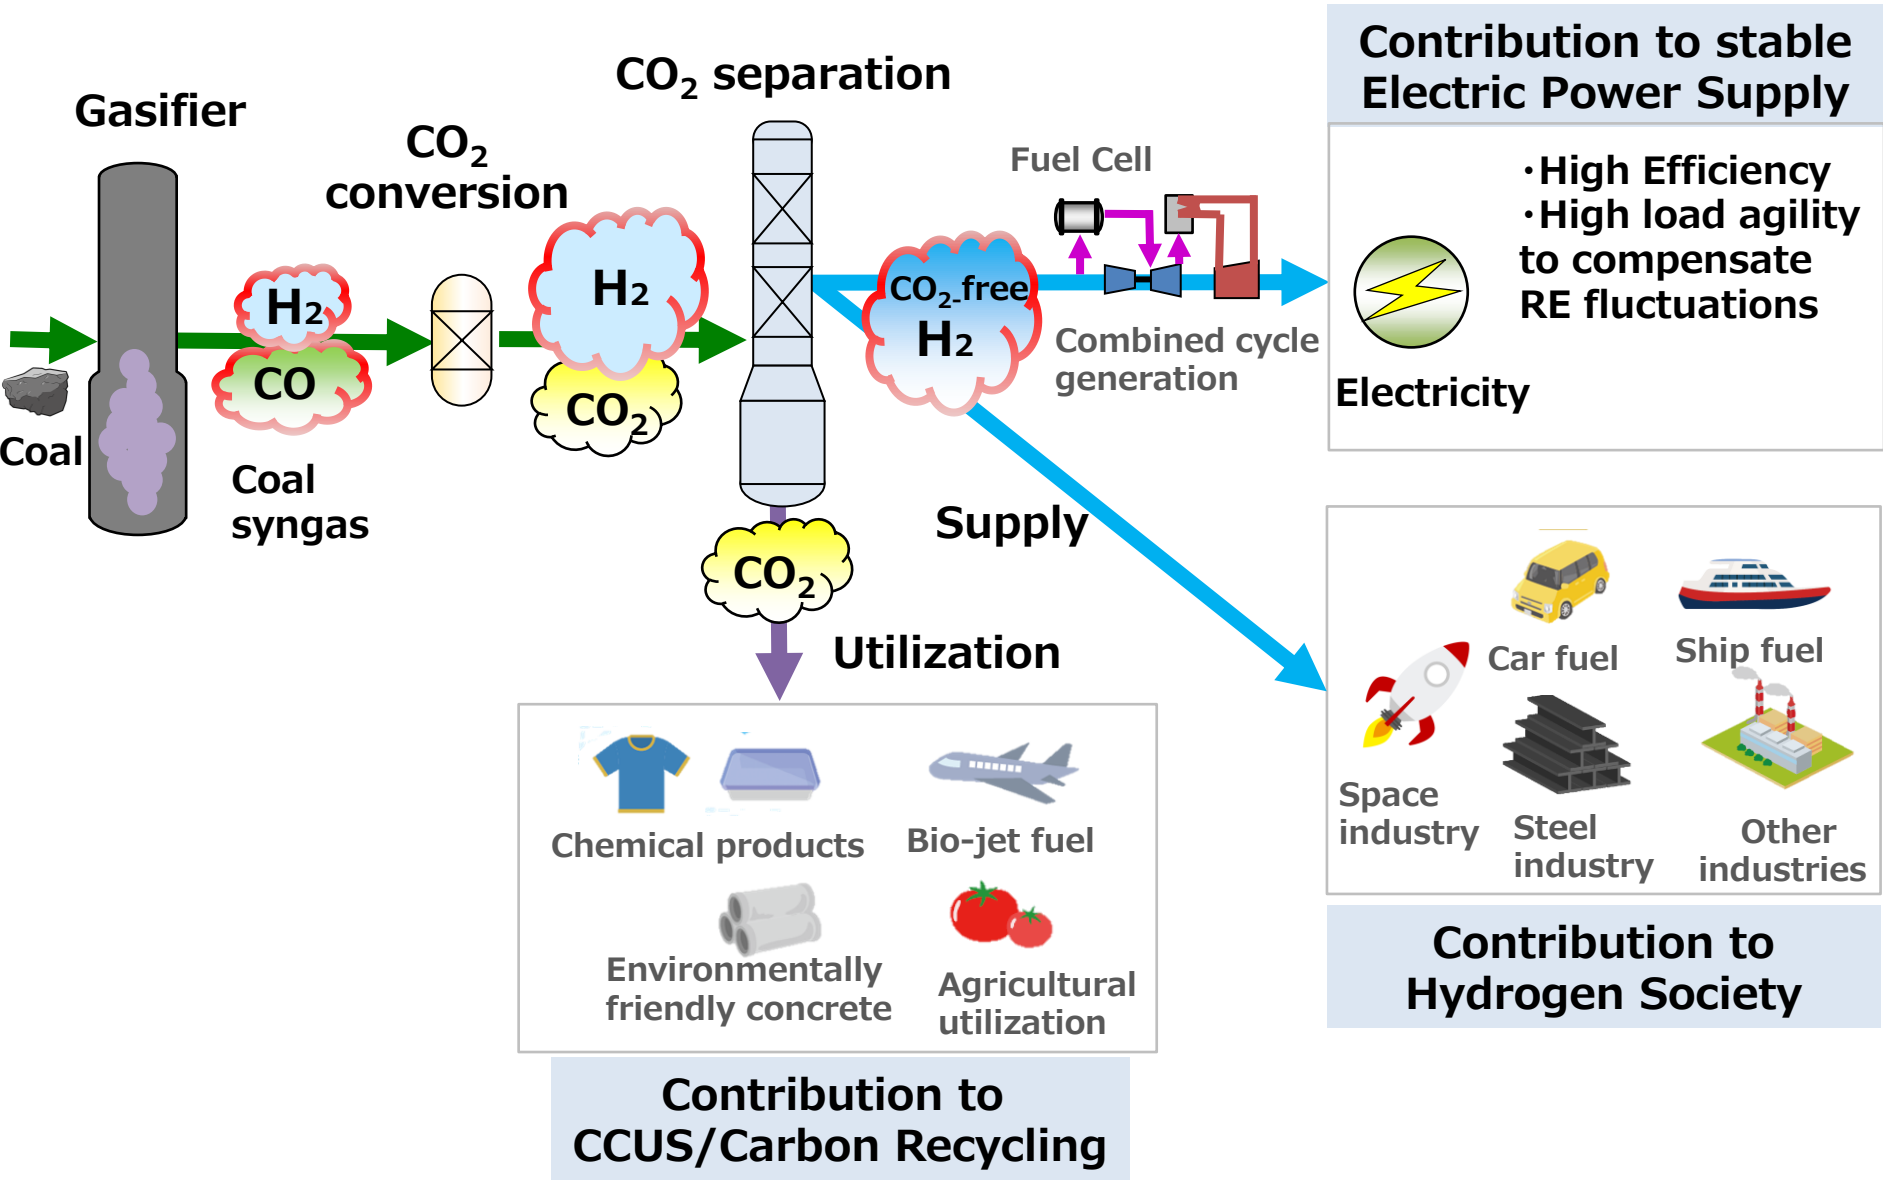 Gasifier
Coal
H₂
CO
Coal
syngas
CO₂
conversion
H₂
CO₂
CO₂ separation
CO₂
Utilization
CO₂-free
H₂
Supply
Fuel Cell
Combined cycle
generation
Contribution to stable
Electric Power Supply
・High Efficiency
・High load agility
to compensate
RE fluctuations
Electricity
Car fuel
Ship fuel
Space
industry
Steel
industry
Other
industries
Contribution to
Hydrogen Society
Chemical products
Bio-jet fuel
Environmentally
friendly concrete
Agricultural
utilization
Contribution to
CCUS/Carbon Recycling